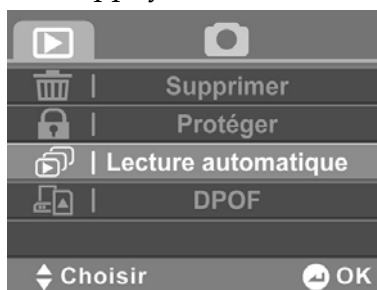 Supprimer
Protéger
| Lecture automatique
DPOF
Choisir OK